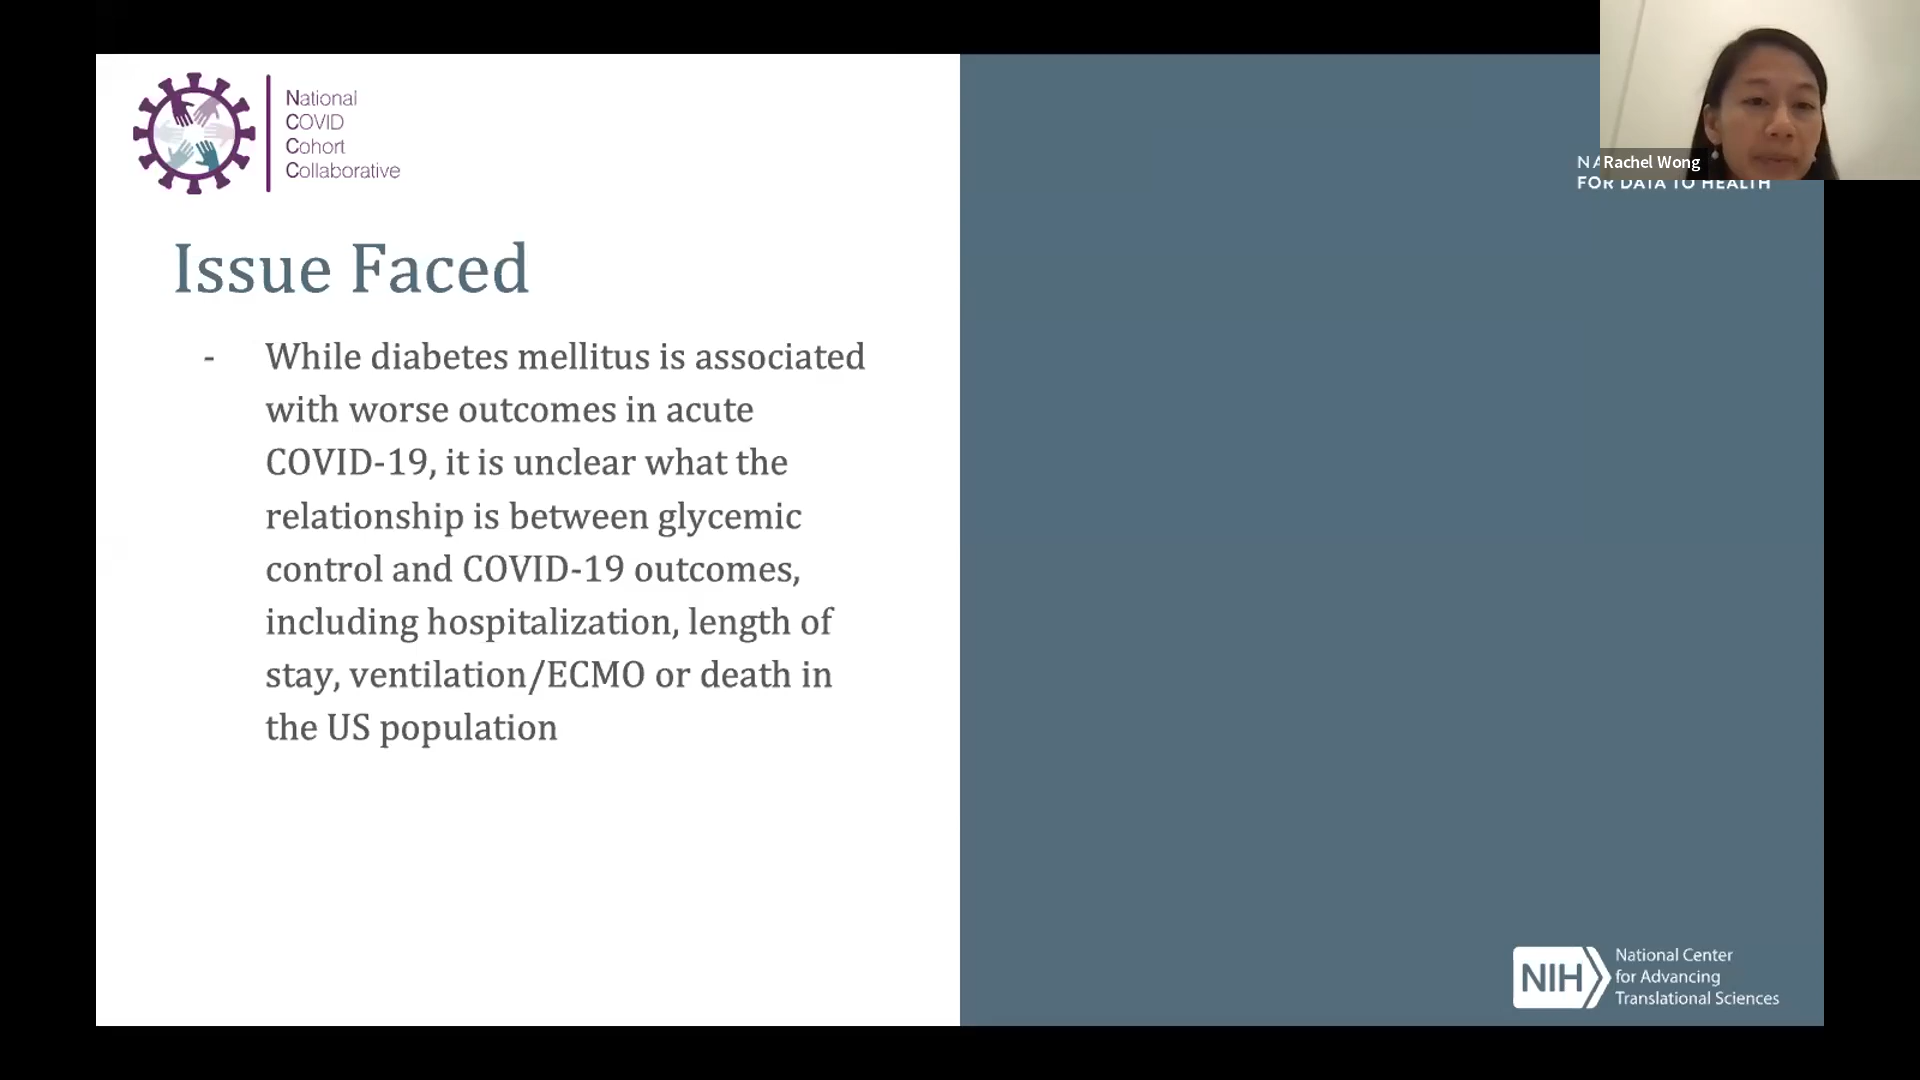 National
COVID
Cohort
Collaborative
Rachel Wong
FOR DATA TO HEALTH
Issue Faced
- While diabetes mellitus is associated
with worse outcomes in acute
COVID-19, it is unclear what the
relationship is between glycemic
control and COVID-19 outcomes,
including hospitalization, length of
stay, ventilation/ECMO or death in
the US population
NIH
National Center
for Advancing
Translational Sciences